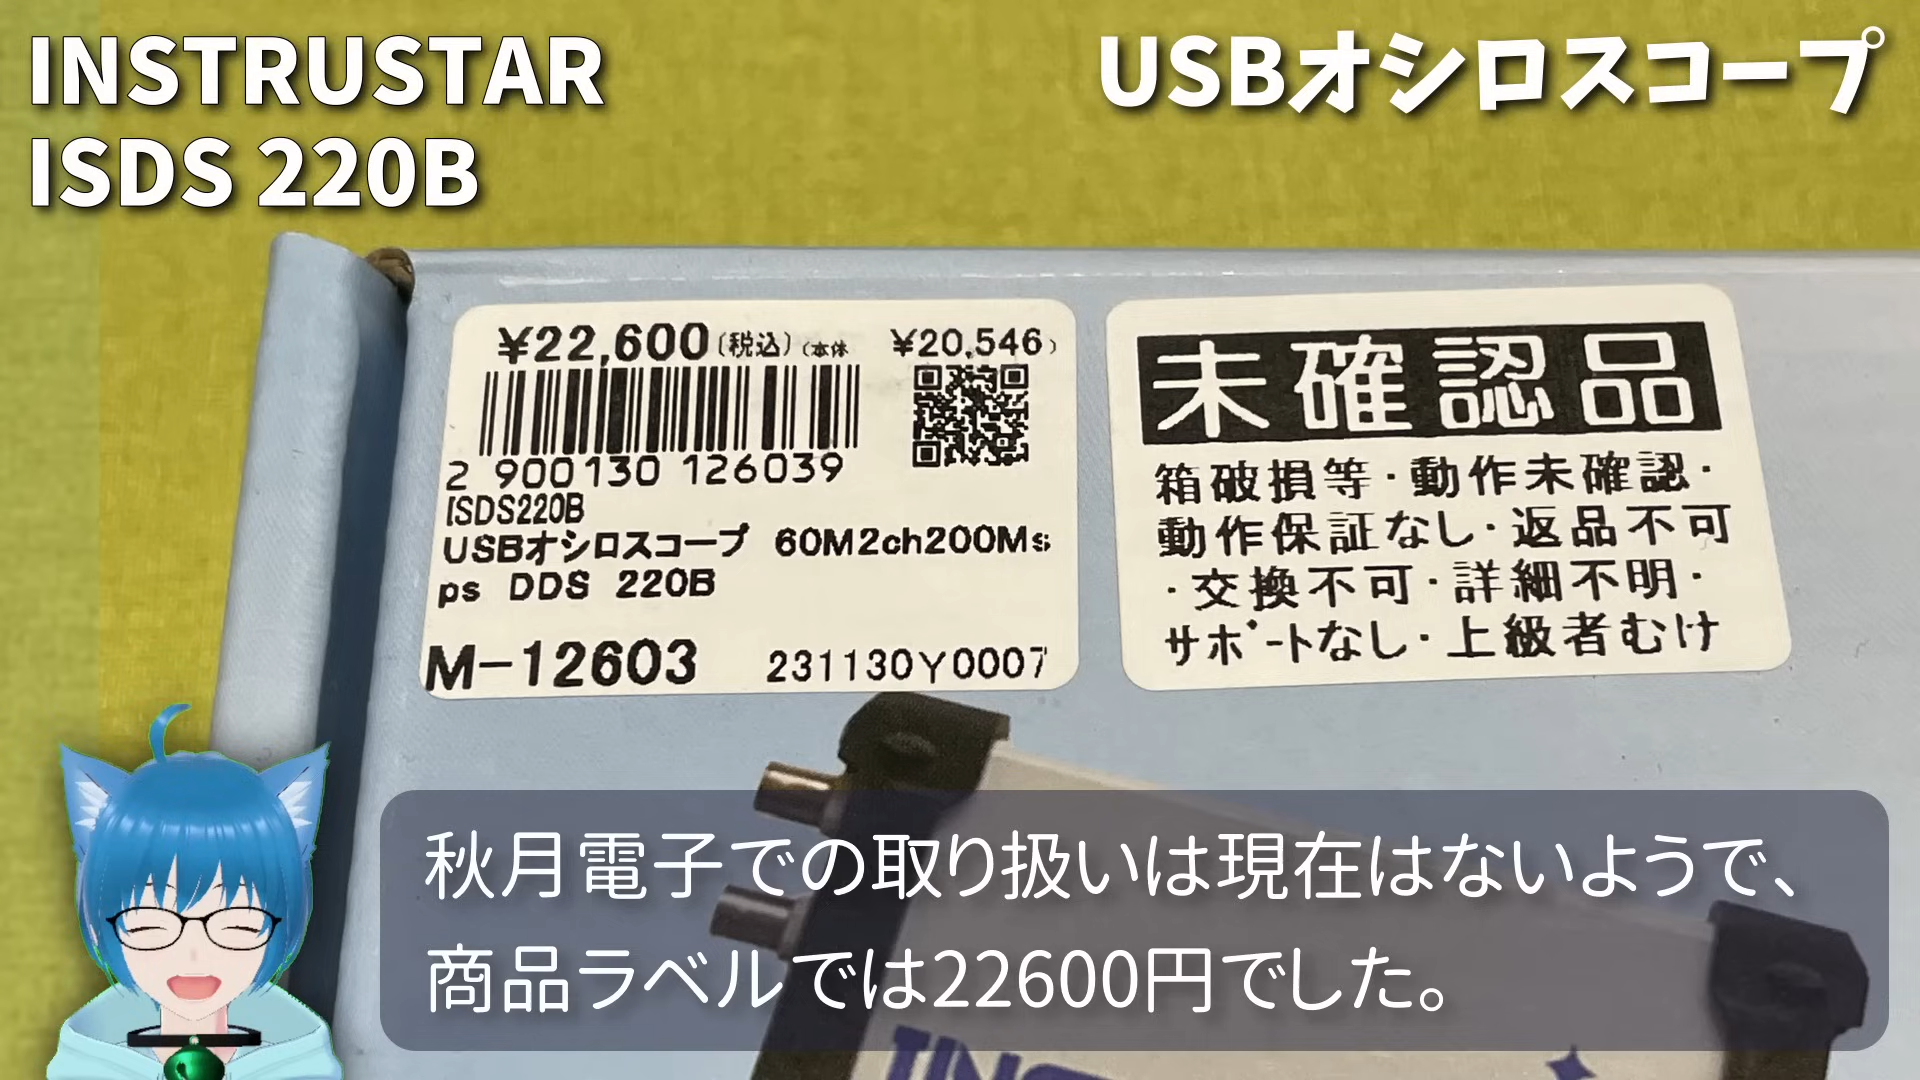 INSTRUSTAR
ISDS 220B
USBオシロスコープ
¥22,600(税込)(本体 ¥20,546)
2 900130 126039
ISDS220B
USBオシロスコープ 60M2ch200Ms
ps DDS 220B
M-12603 231130Y0007
未確認品
箱破損等・動作未確認・
動作保証なし・返品不可
・交換不可・詳細不明・
サポートなし・上級者むけ
秋月電子での取り扱いは現在はないようで、
商品ラベルでは22600円でした。